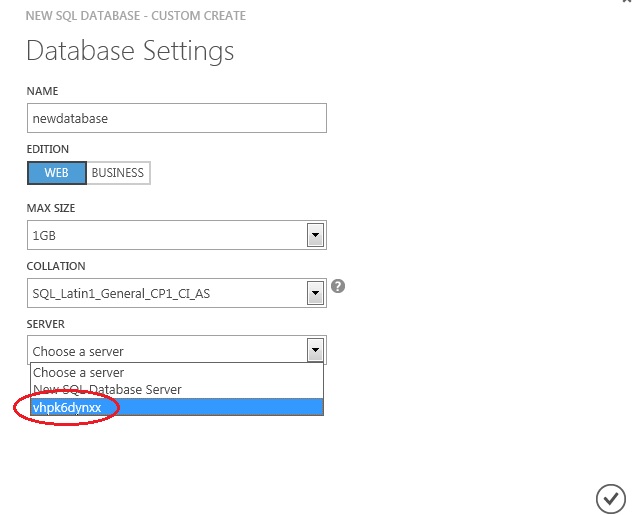 NEW SQL DATABASE - CUSTOM CREATE
Database Settings
NAME
newdatabase
EDITION
WEB BUSINESS
MAX SIZE
1GB
COLLATION
SQL_Latin1_General_CP1_CI_AS ?
SERVER
Choose a server
Choose a server
New SQL Database Server
vhpk6dynxx